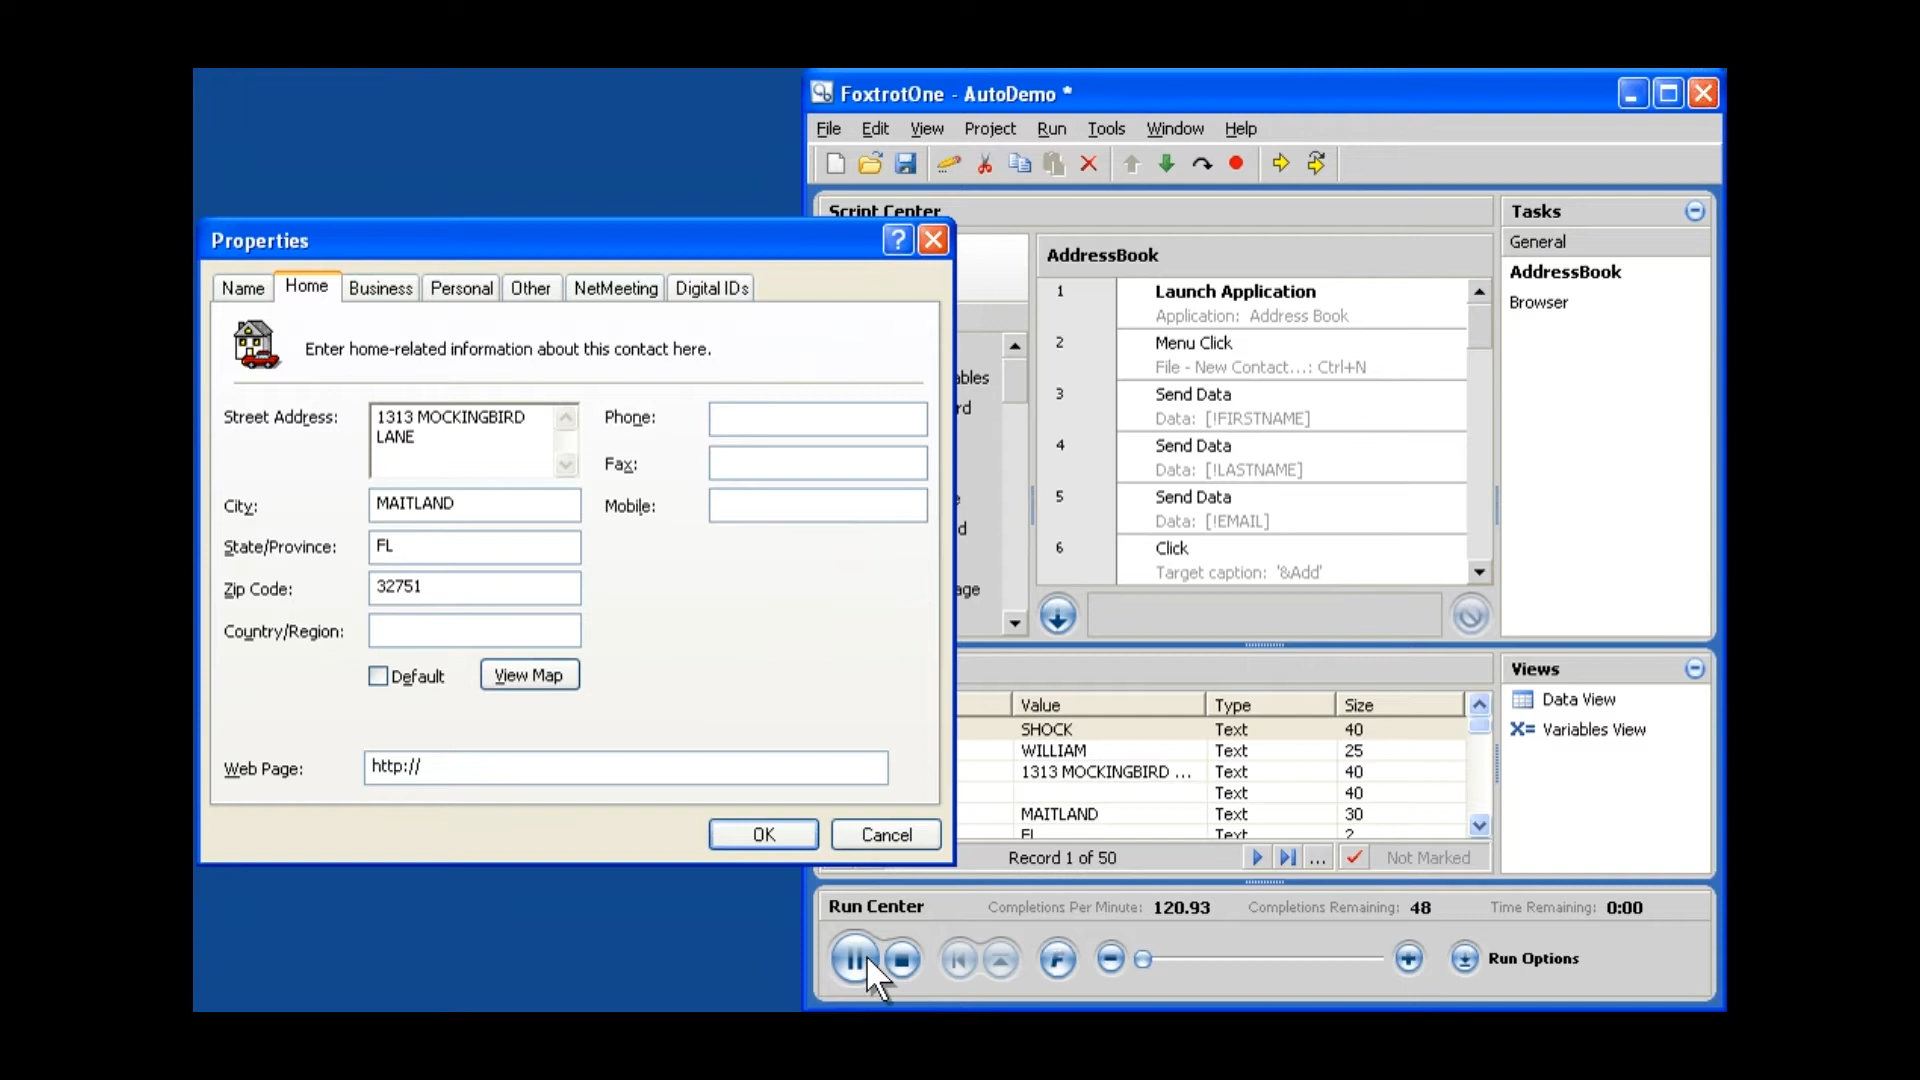 FoxtrotOne - AutoDemo *
File Edit View Project Run Tools Window Help
Script Center
Tasks
General
AddressBook
Browser
Properties
Name Home Business Personal Other NetMeeting Digital IDs
Enter home-related information about this contact here.
Street Address: 1313 MOCKINGBIRD
LANE
City: MAITLAND
State/Province: FL
Zip Code: 32751
Country/Region:
Default View Map
Phone:
Fax:
Mobile:
Web Page: http://
OK Cancel
AddressBook
1 Launch Application
Application: Address Book
2 Menu Click
File - New Contact...: Ctrl+N
3 Send Data
Data: [!FIRSTNAME]
4 Send Data
Data: [!LASTNAME]
5 Send Data
Data: [!EMAIL]
6 Click
Target caption: '&Add'
Value Type Size
SHOCK Text 40
WILLIAM Text 25
1313 MOCKINGBIRD ... Text 40
Text 40
MAITLAND Text 30
FL Text 2
Record 1 of 50 ... Not Marked
Views
Data View
X= Variables View
Run Center Completions Per Minute: 120.93 Completions Remaining: 48 Time Remaining: 0:00
F Run Options